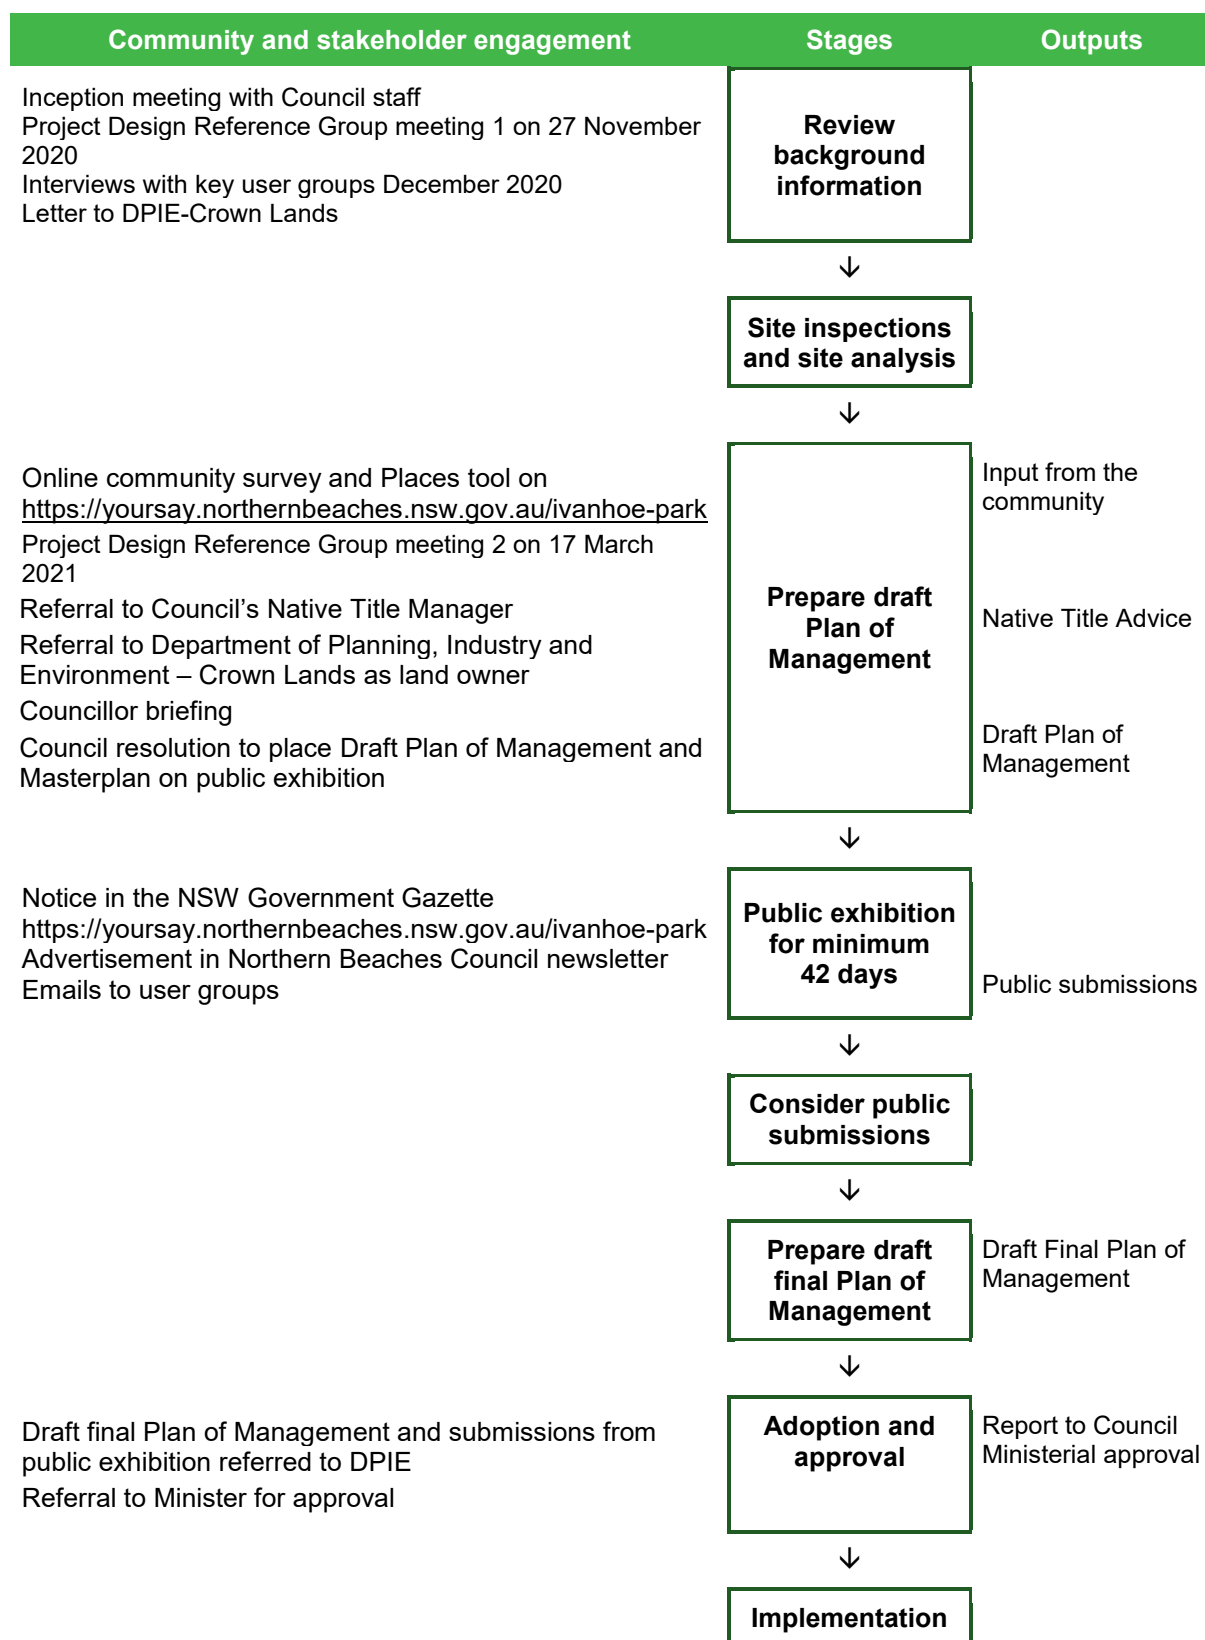 Community and stakeholder engagement
Stages
Outputs
Inception meeting with Council staff
Project Design Reference Group meeting 1 on 27 November
2020
Interviews with key user groups December 2020
Letter to DPIE-Crown Lands
Review
background
information
↓
Site inspections
and site analysis
↓
Online community survey and Places tool on
https://yoursay.northernbeaches.nsw.gov.au/ivanhoe-park
Project Design Reference Group meeting 2 on 17 March
2021
Referral to Council’s Native Title Manager
Referral to Department of Planning, Industry and
Environment – Crown Lands as land owner
Councillor briefing
Council resolution to place Draft Plan of Management and
Masterplan on public exhibition
Prepare draft
Plan of
Management
Input from the
community
Native Title Advice
Draft Plan of
Management
↓
Notice in the NSW Government Gazette
https://yoursay.northernbeaches.nsw.gov.au/ivanhoe-park
Advertisement in Northern Beaches Council newsletter
Emails to user groups
Public exhibition
for minimum
42 days
Public submissions
↓
Consider public
submissions
↓
Prepare draft
final Plan of
Management
Draft Final Plan of
Management
↓
Draft final Plan of Management and submissions from
public exhibition referred to DPIE
Referral to Minister for approval
Adoption and
approval
Report to Council
Ministerial approval
↓
Implementation